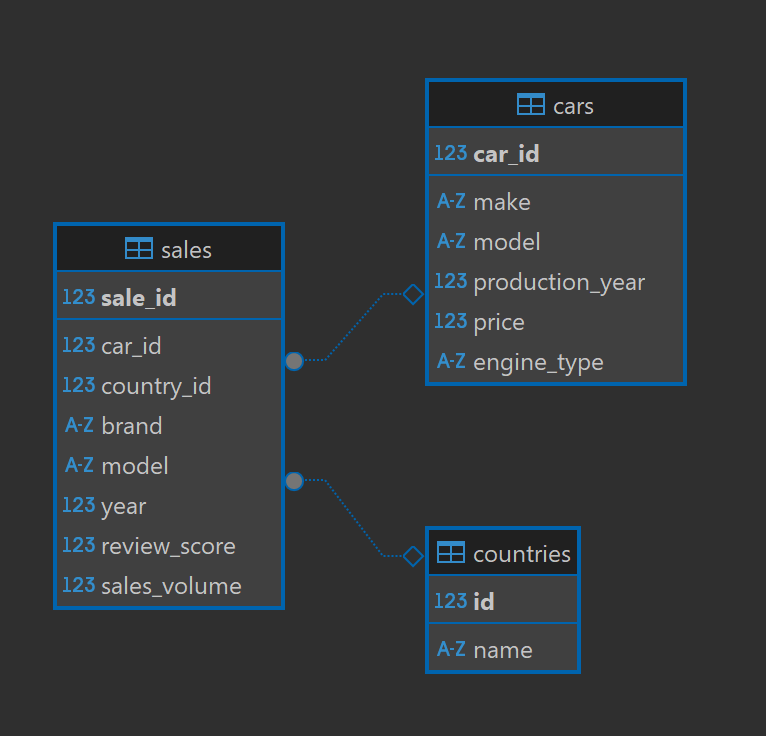 cars
123 car_id
A-Z make
A-Z model
123 production_year
123 price
A-Z engine_type
sales
123 sale_id
123 car_id
123 country_id
A-Z brand
A-Z model
123 year
123 review_score
123 sales_volume
countries
123 id
A-Z name